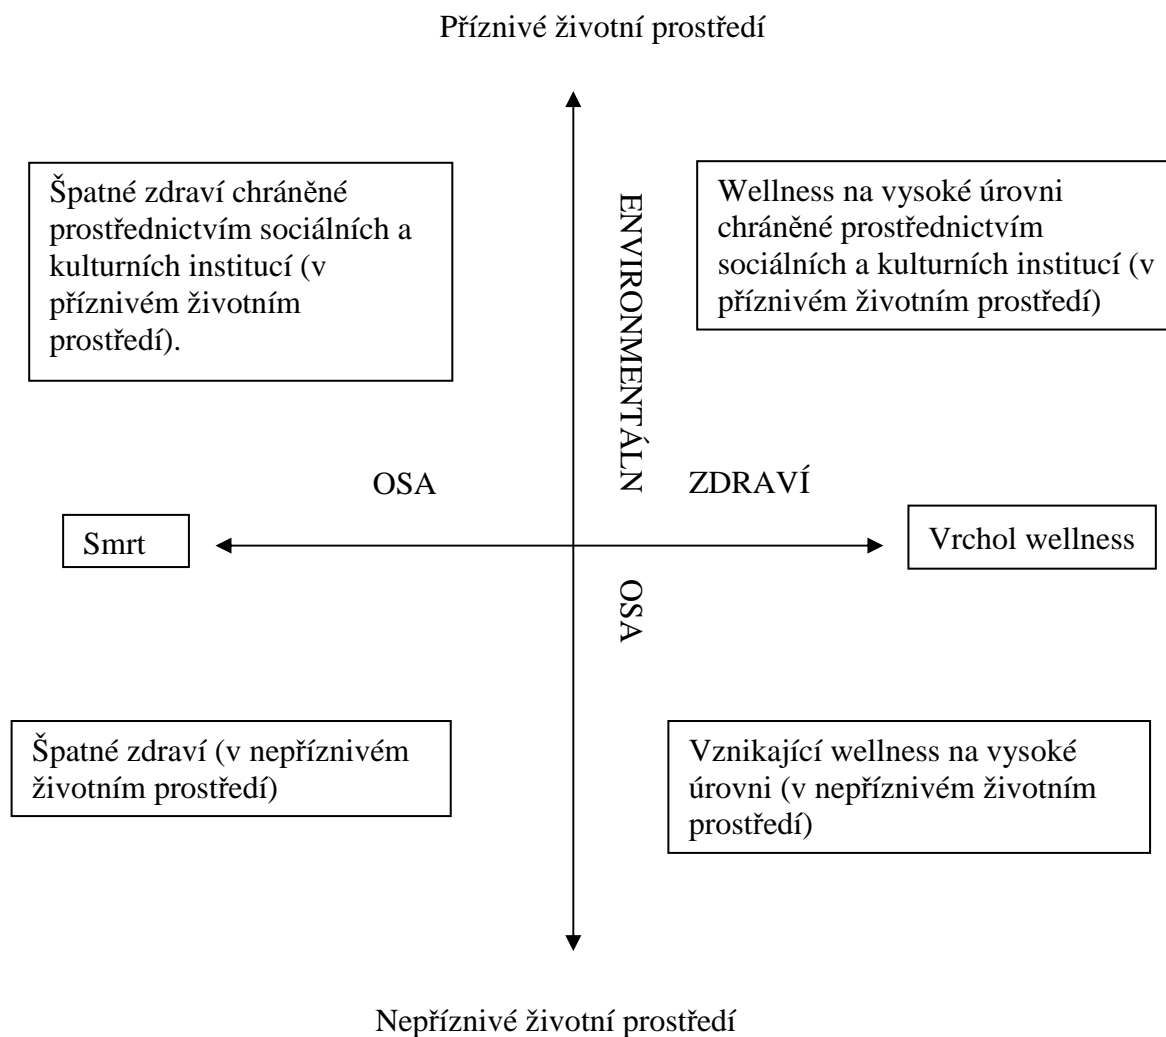 Příznivé životní prostředí
Špatné zdraví chráněné
prostřednictvím sociálních a
kulturních institucí (v
příznivém životním
prostředí).
Wellness na vysoké úrovni
chráněné prostřednictvím
sociálních a kulturních institucí (v
příznivém životním prostředí)
ENVIRONMENTÁLN
OSA
ZDRAVÍ
Smrt
Vrchol wellness
OSA
Špatné zdraví (v nepříznivém
životním prostředí)
Vznikající wellness na vysoké
úrovni (v nepříznivém životním
prostředí)
Nepříznivé životní prostředí